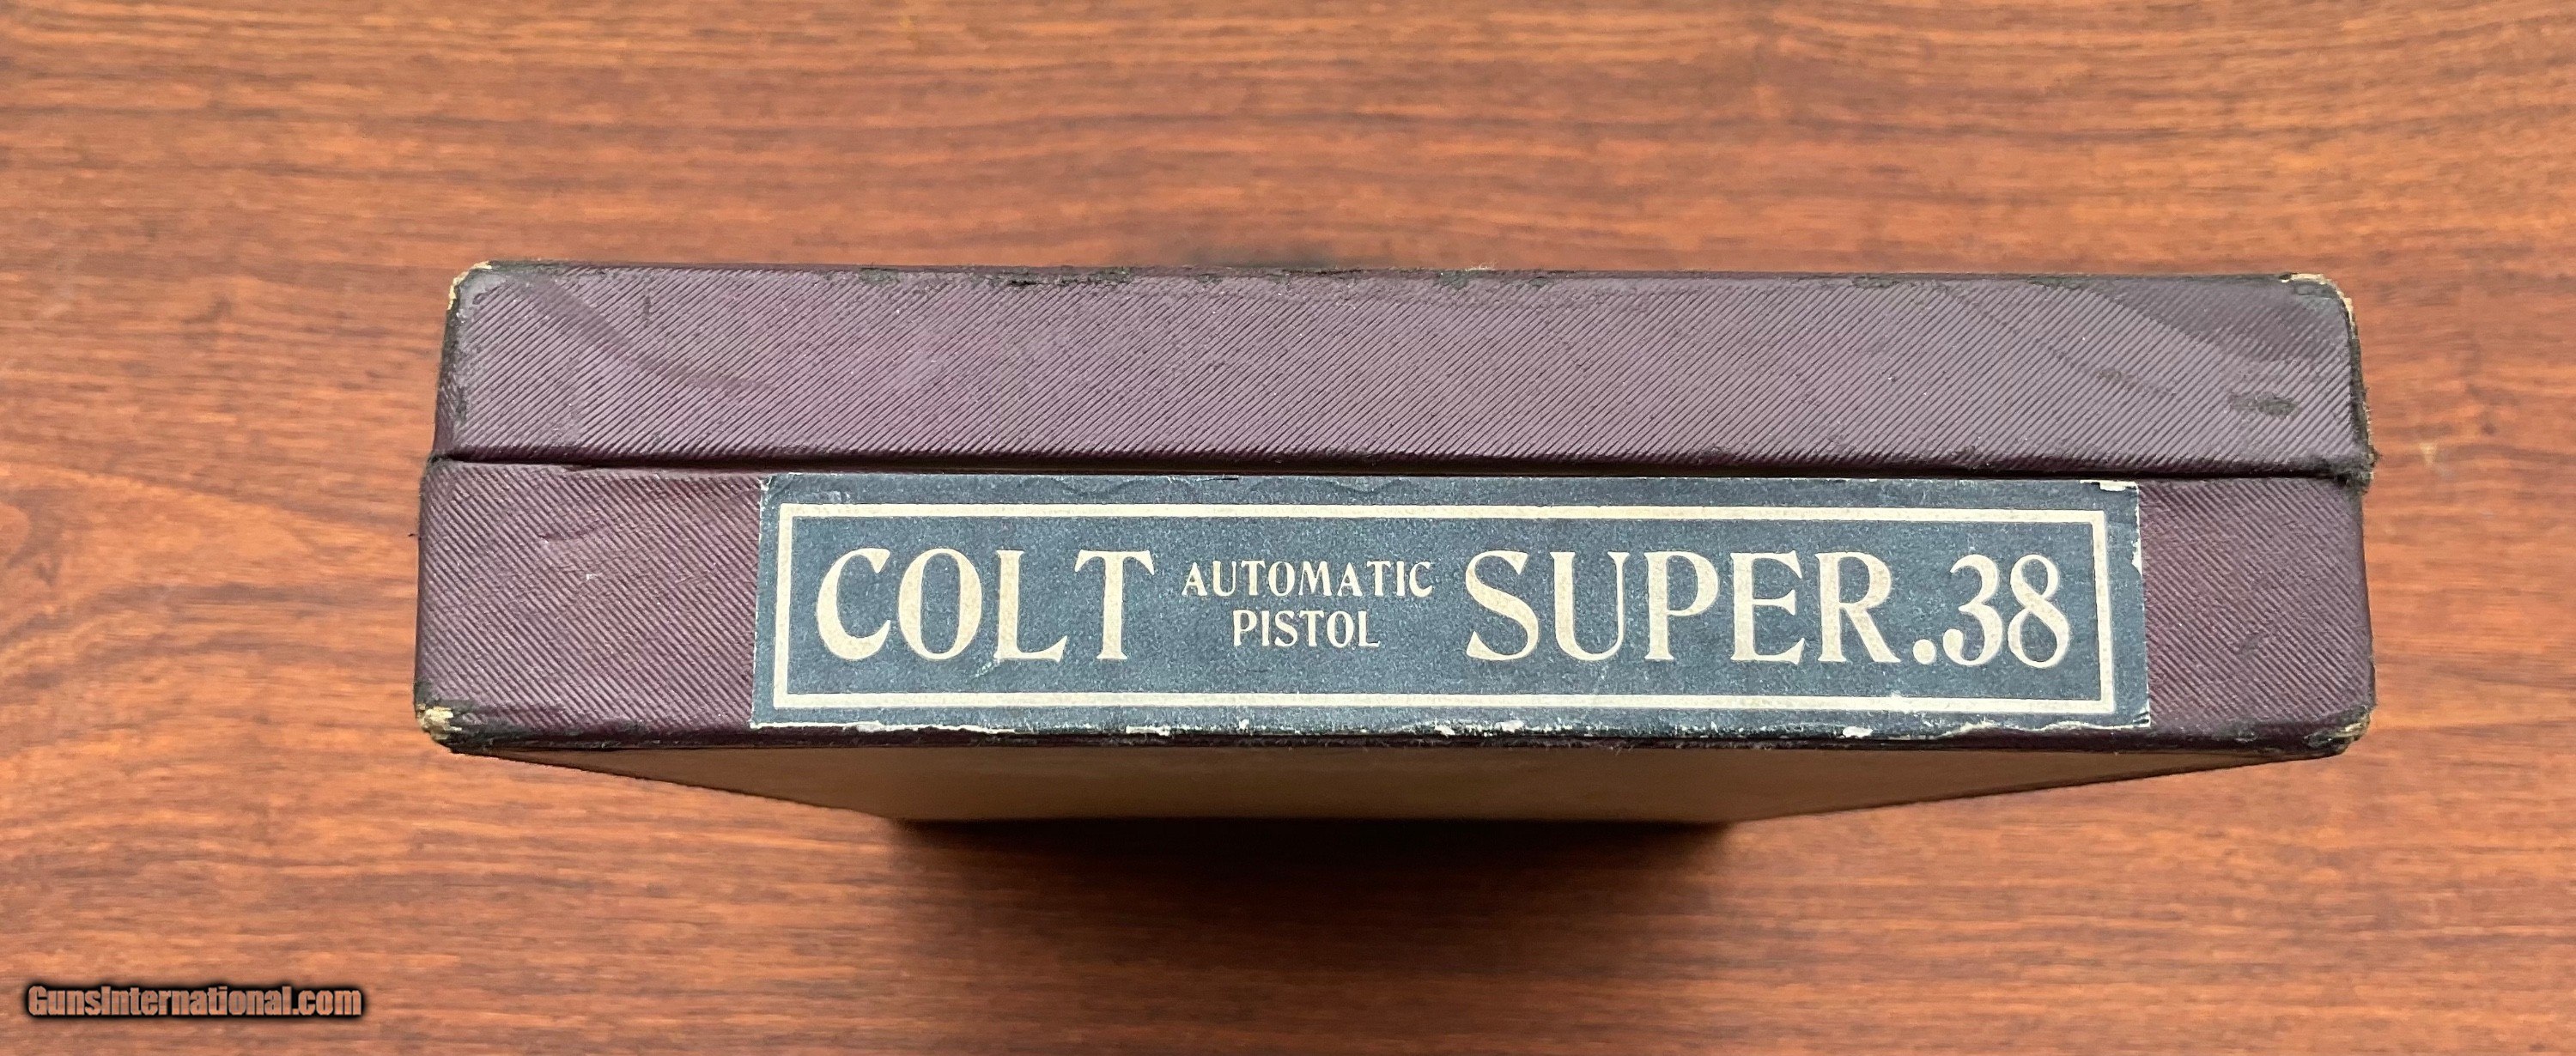 COLT AUTOMATIC PISTOL SUPER .38
GunsInternational.com